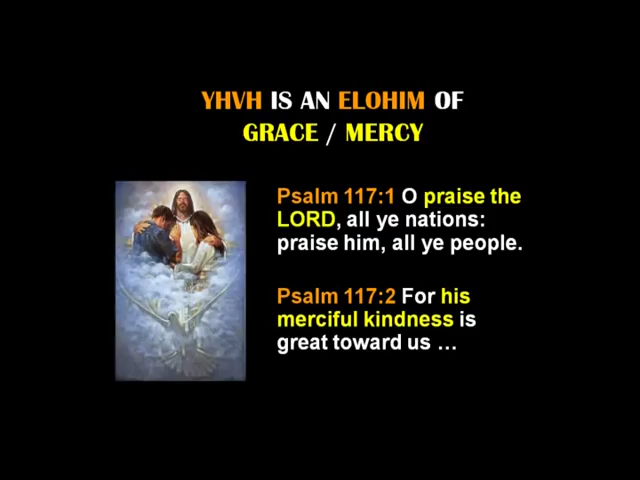 YHVH IS AN ELOHIM OF
GRACE / MERCY
Psalm 117:1 O praise the
LORD, all ye nations:
praise him, all ye people.
Psalm 117:2 For his
merciful kindness is
great toward us ...